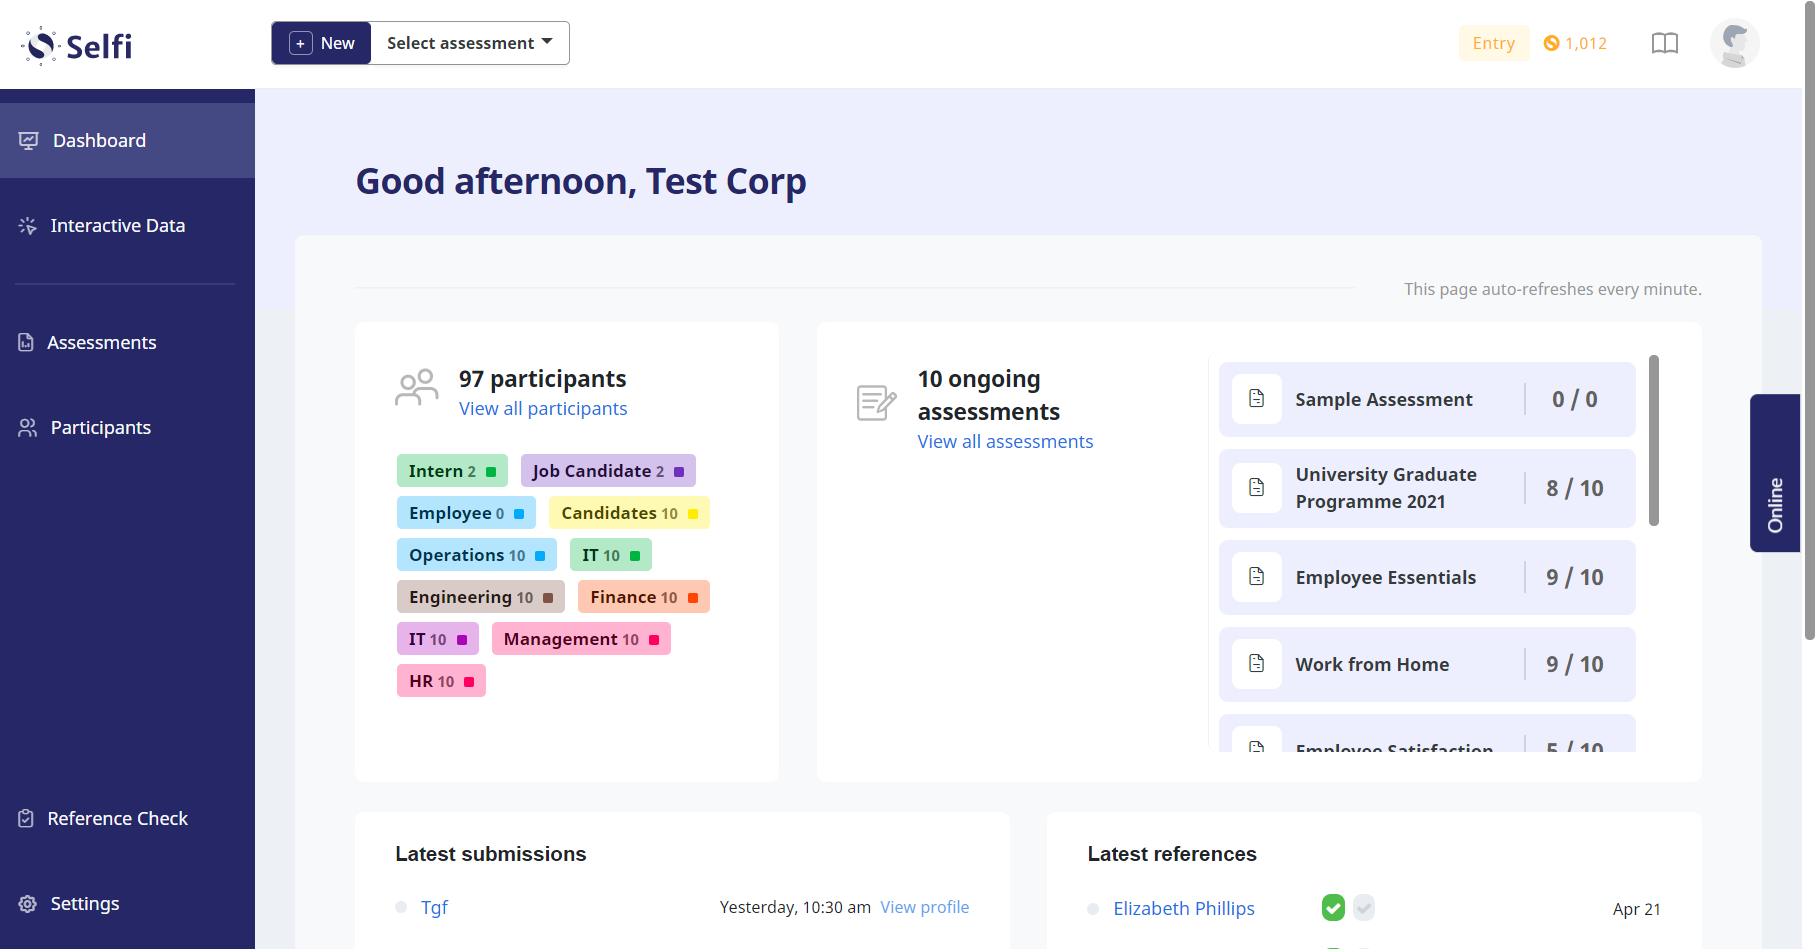 Selfi
+ New
Select assessment
Entry
1,012
Dashboard
Interactive Data
Assessments
Participants
Reference Check
Settings
Good afternoon, Test Corp
This page auto-refreshes every minute.
97 participants
View all participants
Intern 2
Job Candidate 2
Employee 0
Candidates 10
Operations 10
IT 10
Engineering 10
Finance 10
IT 10
Management 10
HR 10
10 ongoing
assessments
View all assessments
Sample Assessment
0 / 0
University Graduate
Programme 2021
8 / 10
Employee Essentials
9 / 10
Work from Home
9 / 10
Employee Satisfaction
5 / 10
Online
Latest submissions
Tgf
Yesterday, 10:30 am
View profile
Latest references
Elizabeth Phillips
Apr 21